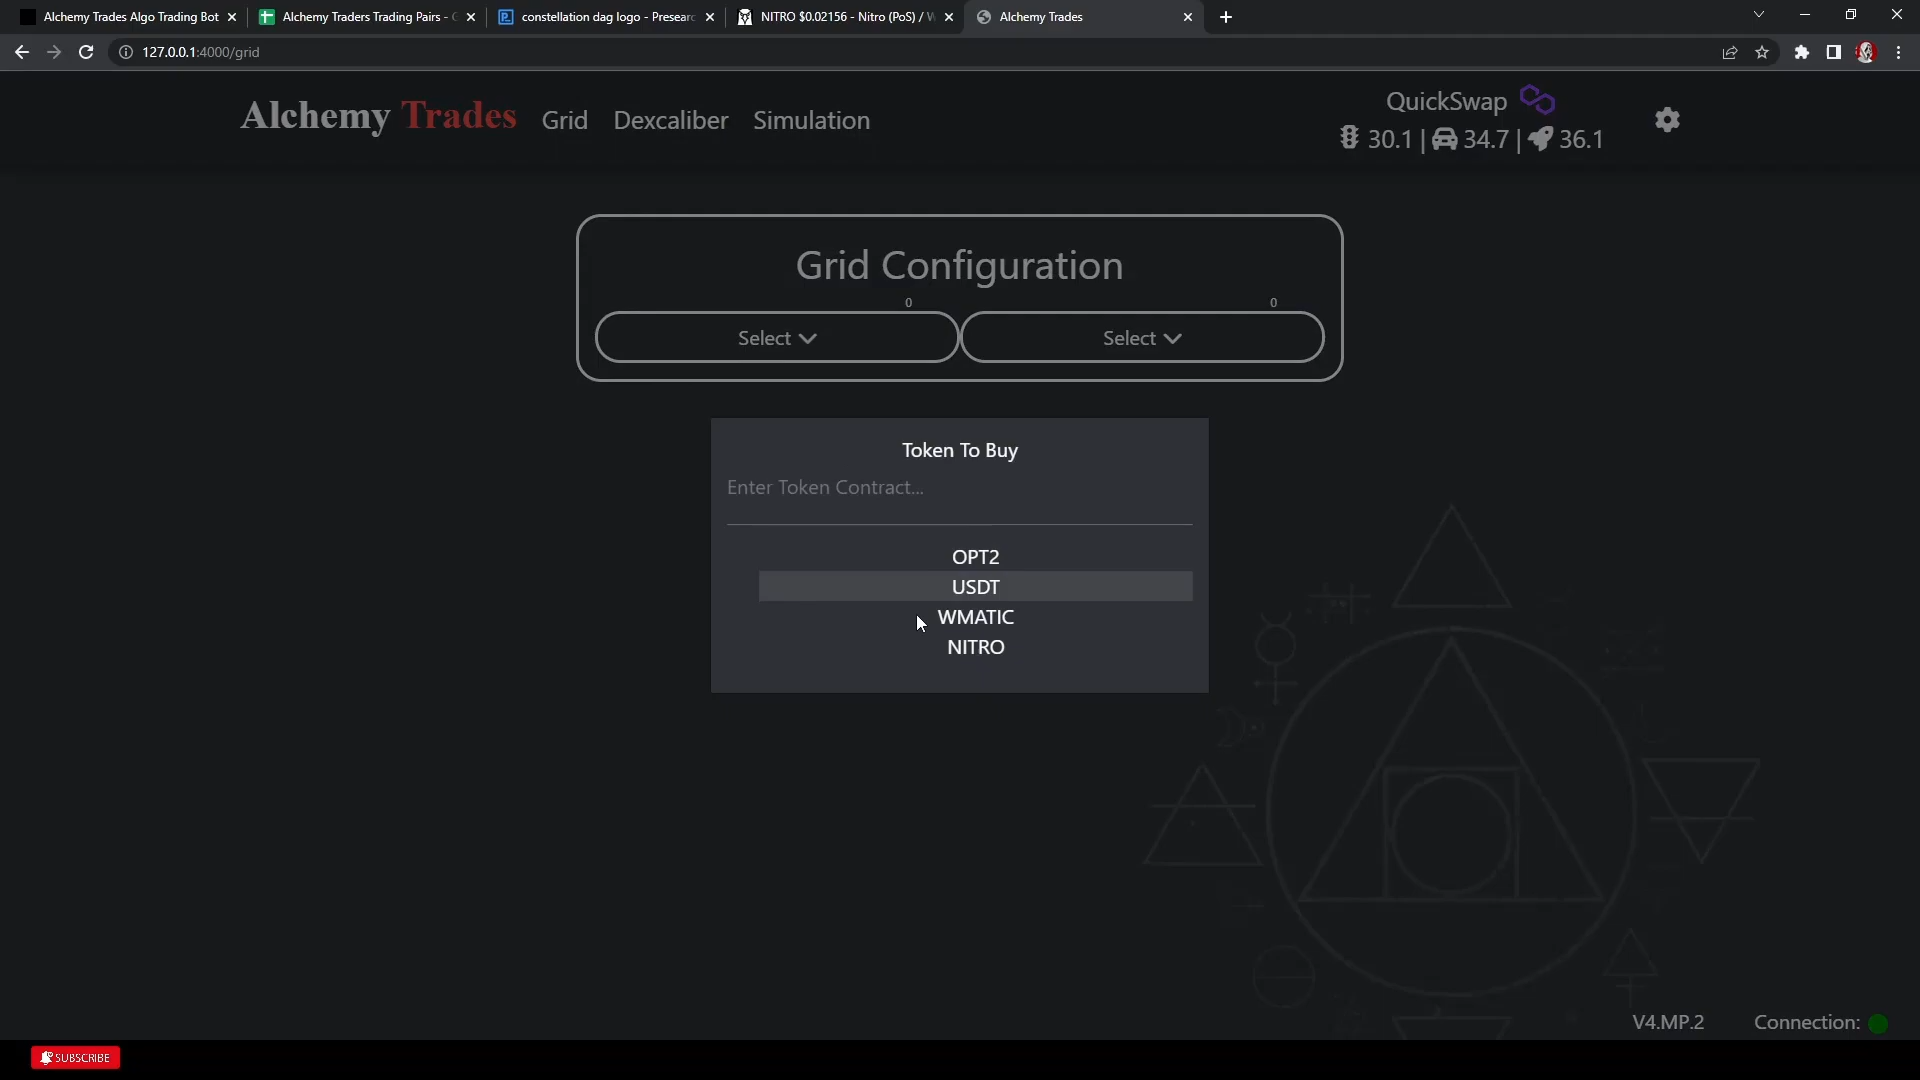 Alchemy Trades Algo Trading Bot
Alchemy Traders Trading Pairs - G
constellation dag logo - Presearc
NITRO $0.02156 - Nitro (PoS) / W
Alchemy Trades
127.0.0.1:4000/grid
Alchemy Trades
Grid
Dexcaliber
Simulation
QuickSwap
30.1 | 34.7 | 36.1
Grid Configuration
0
0
Select
Select
Token To Buy
Enter Token Contract...
OPT2
USDT
WMATIC
NITRO
V4.MP.2
Connection:
SUBSCRIBE